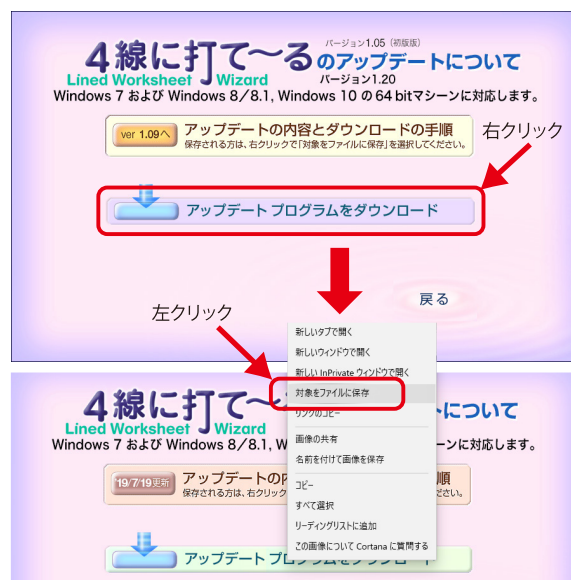 4線に打て〜る のアップデートについて
バージョン1.05（初版版）
Lined Worksheet Wizard バージョン1.20
Windows 7 および Windows 8／8.1, Windows 10 の 64 bitマシーンに対応します。
ver 1.09へ アップデートの内容とダウンロードの手順
保存される方は、右クリックで「対象をファイルに保存」を選択してください。
右クリック
アップデート プログラムをダウンロード
戻る
左クリック
新しいタブで開く
新しいウィンドウで開く
新しい InPrivate ウィンドウで開く
対象をファイルに保存
リンクのコピー
画像の共有
名前を付けて画像を保存
コピー
すべて選択
リーディングリストに追加
この画像について Cortana に質問する
4線に打て〜 トについて
Lined Worksheet Wizard
Windows 7 および Windows 8／8.1, W ーンに対応します。
19/7/19更新 アップデートの内 順
保存される方は、右クリック ださい。
アップデート プログラムをダウンロード